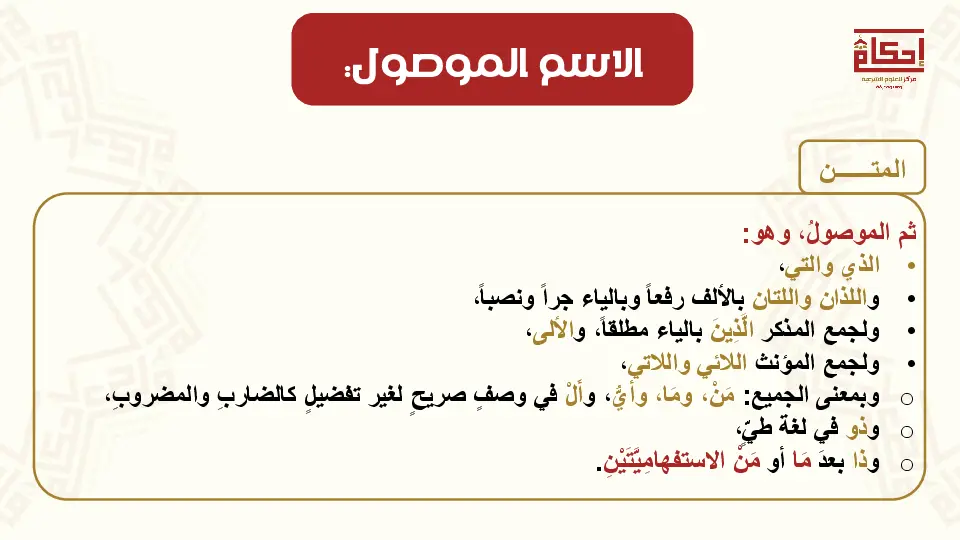 الاسم الموصول:
إحكام
مركز للعلوم الشرعية
المتـــــــن
ثم الموصولُ، وهو:
• الذي والتي،
• واللذان واللتان بالألف رفعاً وبالياء جراً ونصباً،
• ولجمع المذكر الَّذِينَ بالياء مطلقاً، والألى،
• ولجمع المؤنث اللائي واللاتي،
o وبمعنى الجميع: مَنْ، ومَا، وأيُّ، وألْ في وصفٍ صريحٍ لغير تفضيلٍ كالضاربِ والمضروبِ،
o وذو في لغة طيّ،
o وذا بعدَ مَا أو مَنْ الاستفهامِيَّتَيْنِ.